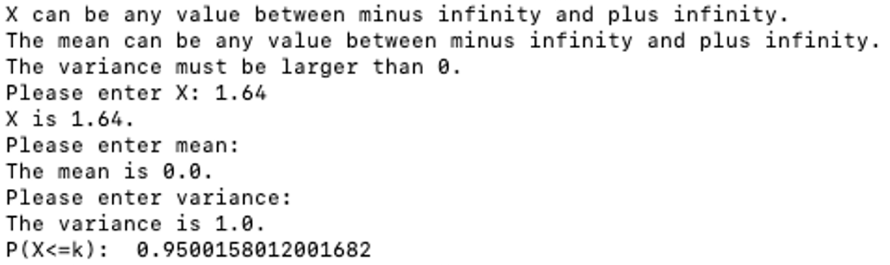 X can be any value between minus infinity and plus infinity.
The mean can be any value between minus infinity and plus infinity.
The variance must be larger than 0.
Please enter X: 1.64
X is 1.64.
Please enter mean:
The mean is 0.0.
Please enter variance:
The variance is 1.0.
P(X<=k):  0.9500158012001682